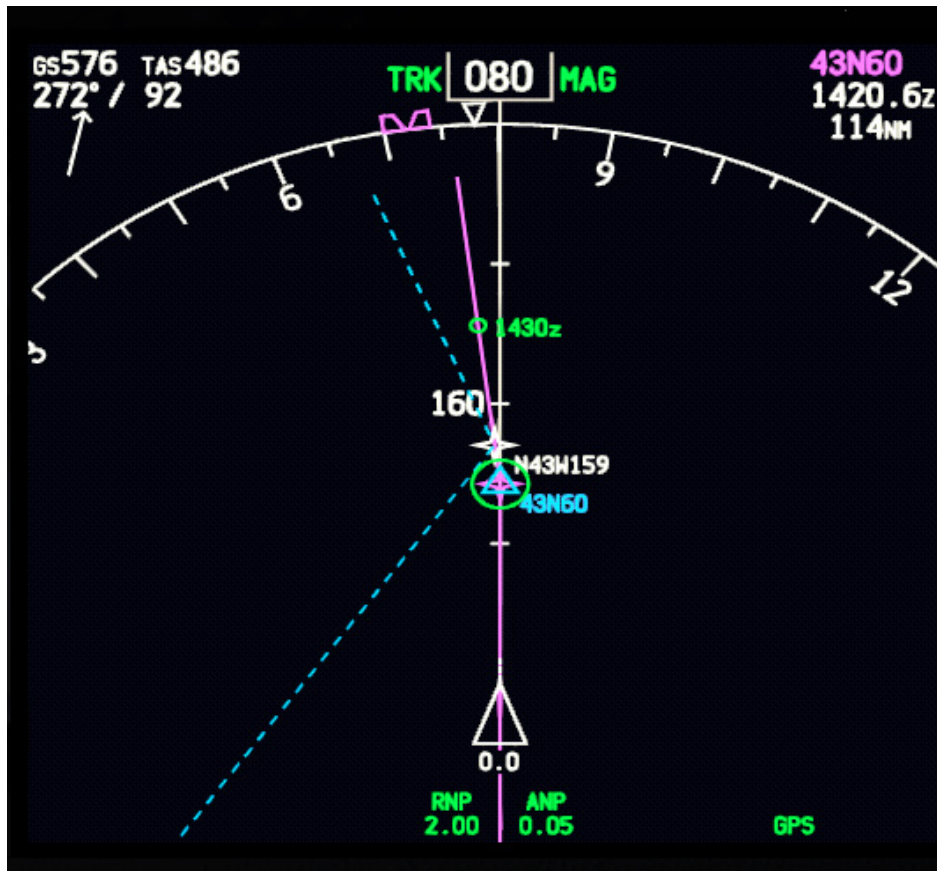 GS576 TAS486
272°/ 92
TRK 080 MAG
43N60
1420.6z
114NM
6
9
12
3
1430z
160
N43W159
43N60
0.0
RNP ANP
2.00 0.05
GPS